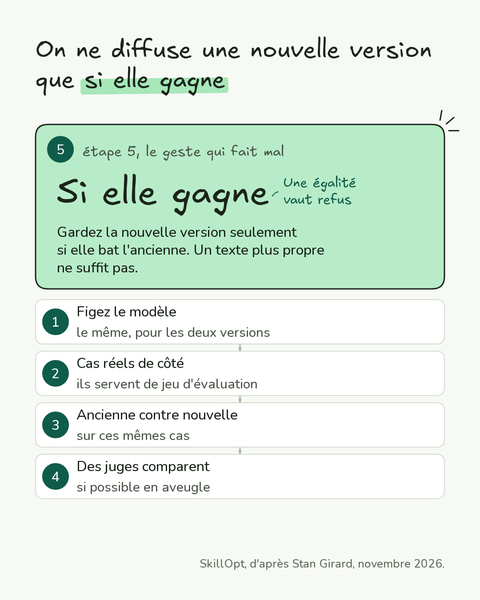 On ne diffuse une nouvelle version
que si elle gagne
5
étape 5, le geste qui fait mal
Si elle gagne
Une égalité
vaut refus
Gardez la nouvelle version seulement
si elle bat l'ancienne. Un texte plus propre
ne suffit pas.
1
Figez le modèle
le même, pour les deux versions
2
Cas réels de côté
ils servent de jeu d'évaluation
3
Ancienne contre nouvelle
sur ces mêmes cas
4
Des juges comparent
si possible en aveugle
SkillOpt, d'après Stan Girard, novembre 2026.